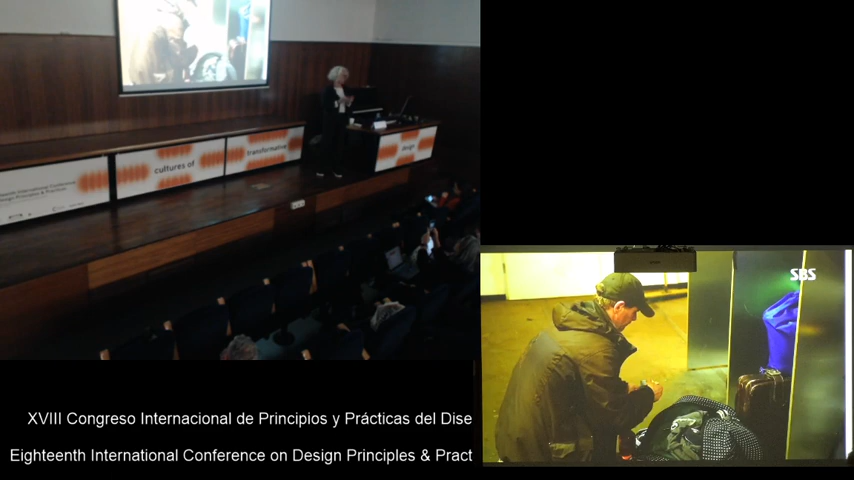 cultures of
transformative
design
SBS
XVIII Congreso Internacional de Principios y Prácticas del Dise
Eighteenth International Conference on Design Principles & Pract